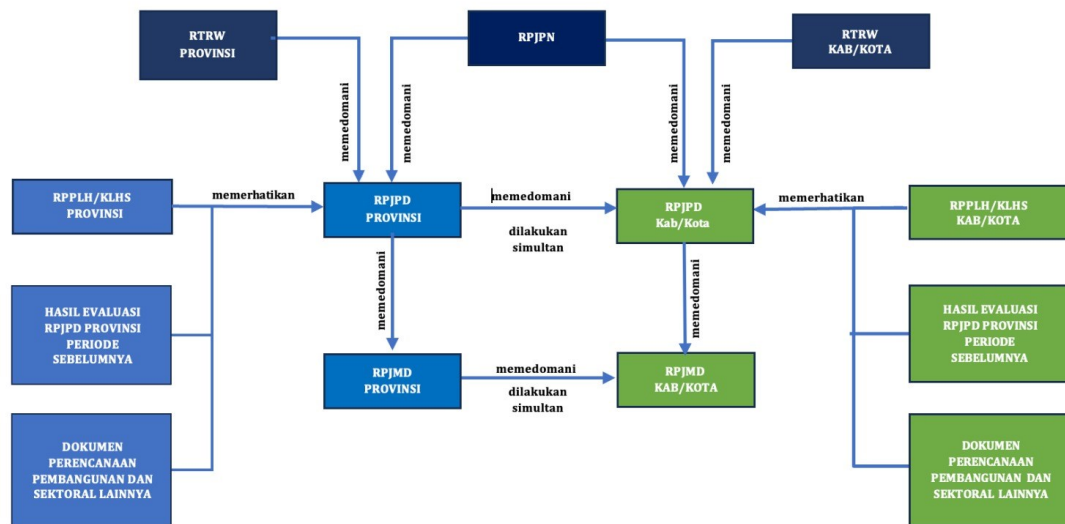 RTRW
PROVINSI
RPJPN
RTRW
KAB/KOTA
memedomani
memedomani
memedomani
memedomani
RPPLH/KLHS
PROVINSI
memerhatikan
RPJPD
PROVINSI
memedomani
dilakukan
simultan
RPJPD
Kab/Kota
memerhatikan
RPPLH/KLHS
KAB/KOTA
HASIL EVALUASI
RPJPD PROVINSI
PERIODE
SEBELUMNYA
memedomani
memedomani
HASIL EVALUASI
RPJPD PROVINSI
PERIODE
SEBELUMNYA
RPJMD
PROVINSI
memedomani
dilakukan
simultan
RPJMD
KAB/KOTA
DOKUMEN
PERENCANAAN
PEMBANGUNAN DAN
SEKTORAL LAINNYA
DOKUMEN
PERENCANAAN
PEMBANGUNAN DAN
SEKTORAL LAINNYA